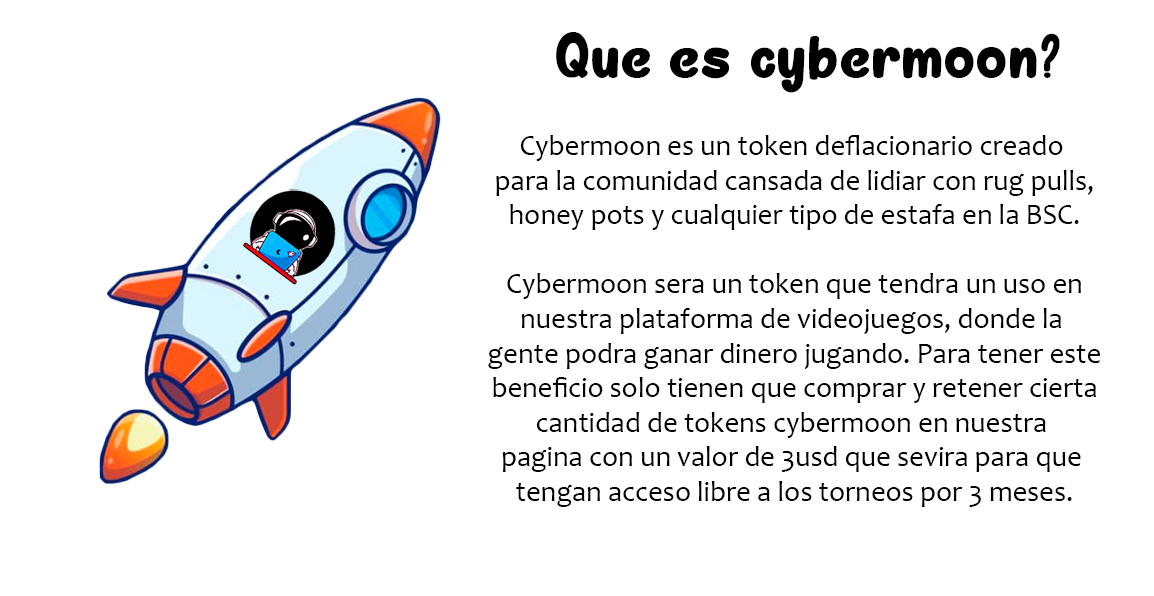 Que es cybermoon?
Cybermoon es un token deflacionario creado
para la comunidad cansada de lidiar con rug pulls,
honey pots y cualquier tipo de estafa en la BSC.
Cybermoon sera un token que tendra un uso en
nuestra plataforma de videojuegos, donde la
gente podra ganar dinero jugando. Para tener este
beneficio solo tienen que comprar y retener cierta
cantidad de tokens cybermoon en nuestra
pagina con un valor de 3usd que sevira para que
tengan acceso libre a los torneos por 3 meses.